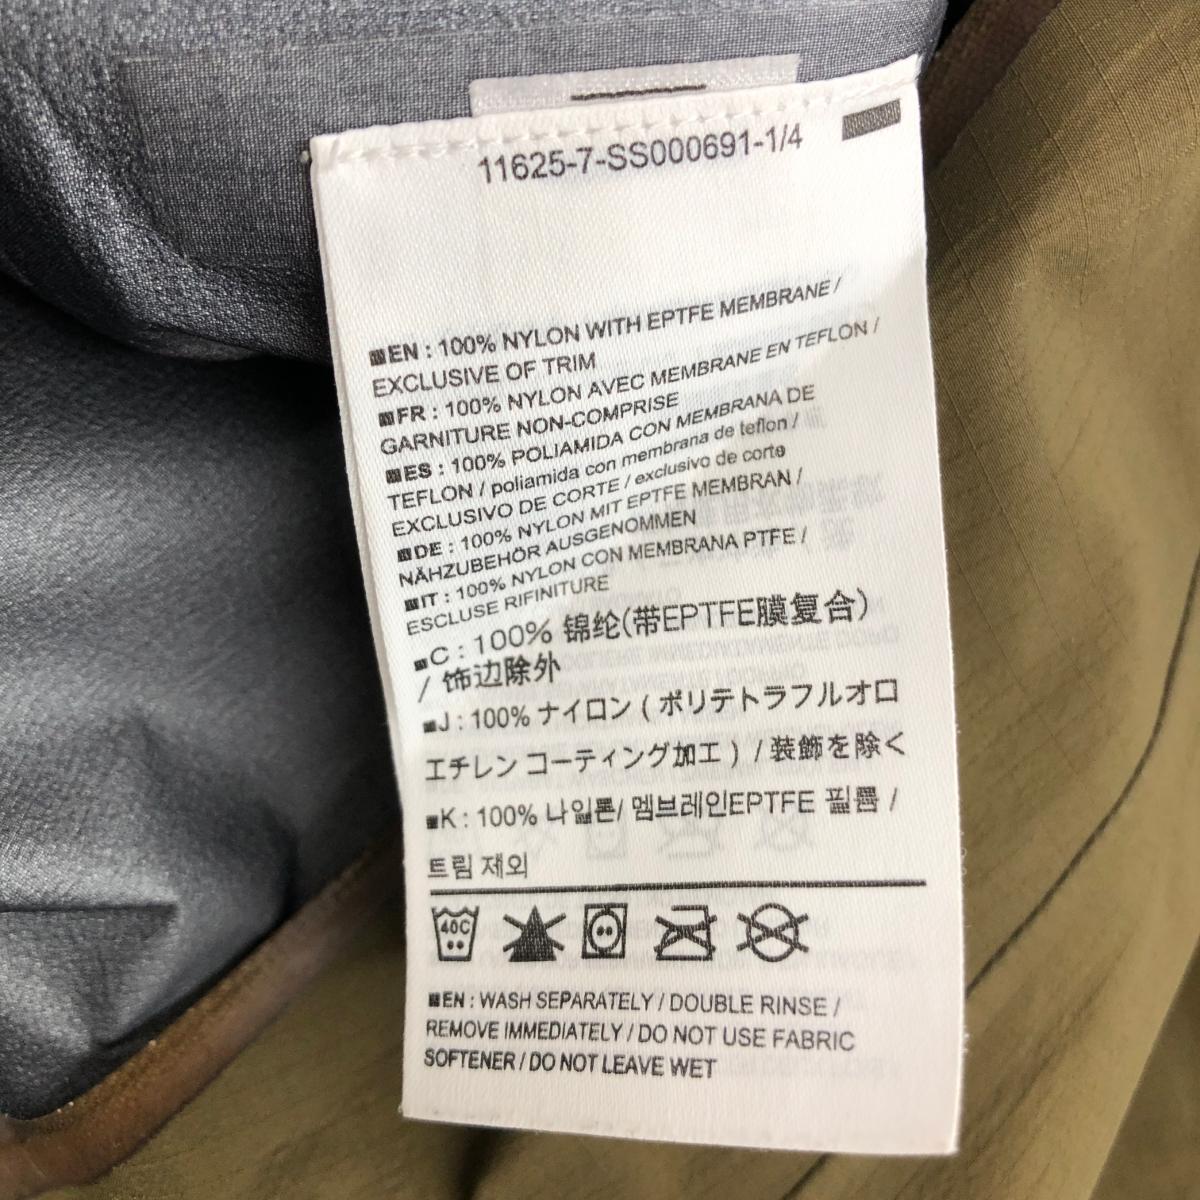 11625-7-SS000691-1/4
EN : 100% NYLON WITH EPTFE MEMBRANE /
EXCLUSIVE OF TRIM
FR : 100% NYLON AVEC MEMBRANE EN TEFLON /
GARNITURE NON-COMPRISE
ES : 100% POLIAMIDA CON MEMBRANA DE
TEFLON / poliamida con membrana de teflon /
EXCLUSIVO DE CORTE / exclusivo de corte
DE : 100% NYLON MIT EPTFE MEMBRAN /
NÄHZUBEHÖR AUSGENOMMEN
IT : 100% NYLON CON MEMBRANA PTFE /
ESCLUSE RIFINITURE
C : 100% 锦纶(带EPTFE膜复合)
/ 饰边除外
J : 100% ナイロン ( ポリテトラフルオロ
エチレン コーティング加工 ) / 装飾を除く
K : 100% 나일론/ 멤브레인EPTFE 필름 /
트림 제외
40C
EN : WASH SEPARATELY / DOUBLE RINSE /
REMOVE IMMEDIATELY / DO NOT USE FABRIC
SOFTENER / DO NOT LEAVE WET